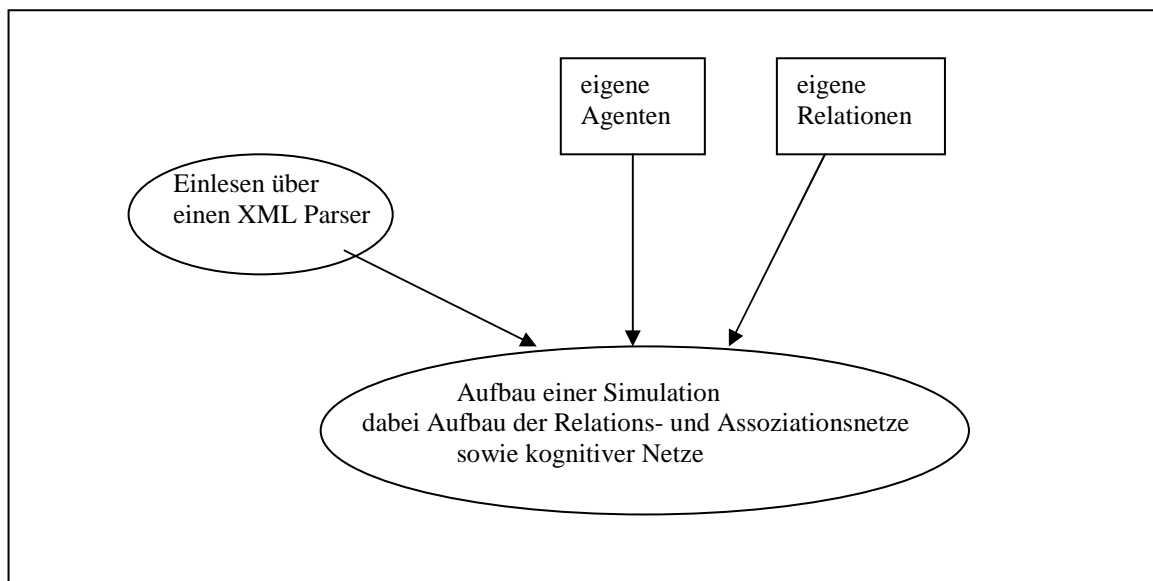 eigene
Agenten
eigene
Relationen
Einlesen über
einen XML Parser
Aufbau einer Simulation
dabei Aufbau der Relations- und Assoziationsnetze
sowie kognitiver Netze